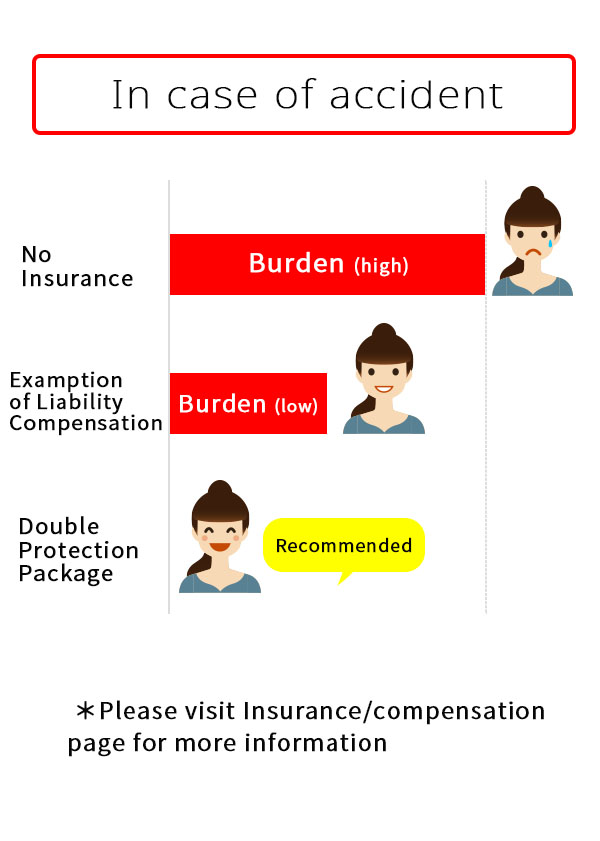 In case of accident
No
Insurance
Burden (high)
Examption
of Liability
Compensation
Burden (low)
Double
Protection
Package
Recommended
＊Please visit Insurance/compensation
page for more information